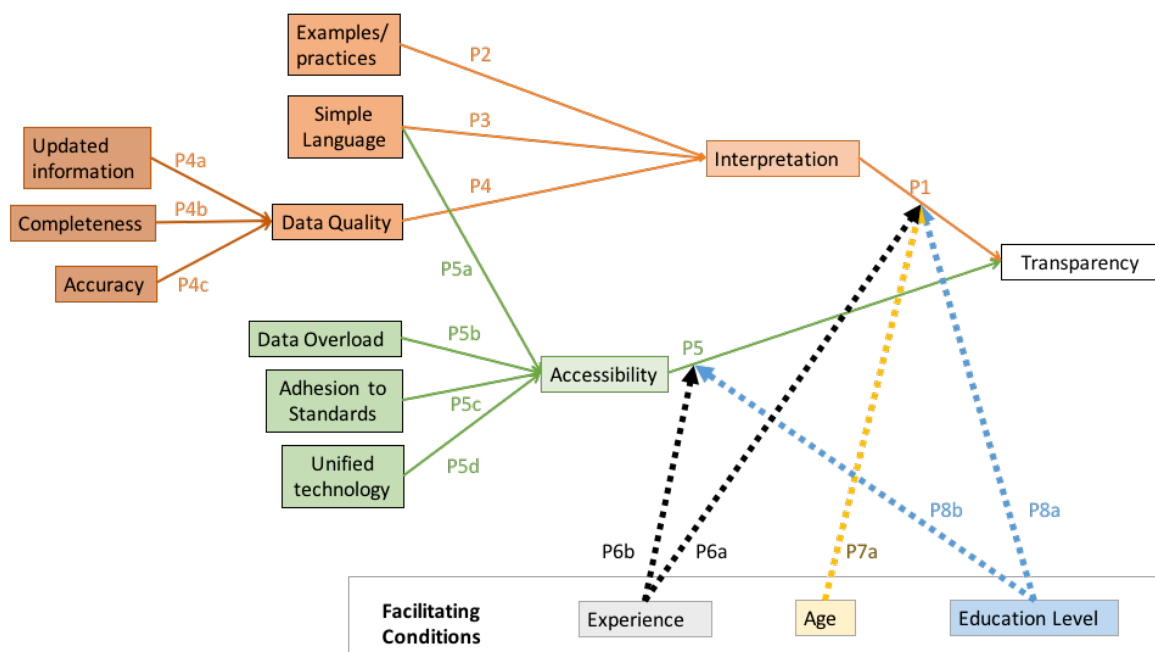 Examples/
practices
P2
Simple
Language
P3
Updated
information
P4a
Interpretation
P1
P4
Completeness
P4b
Data Quality
Accuracy
P4c
P5a
Transparency
Data Overload
P5b
P5
Accessibility
Adhesion to
Standards
P5c
Unified
technology
P5d
P8b
P8a
P6b
P6a
P7a
Facilitating
Conditions
Experience
Age
Education Level